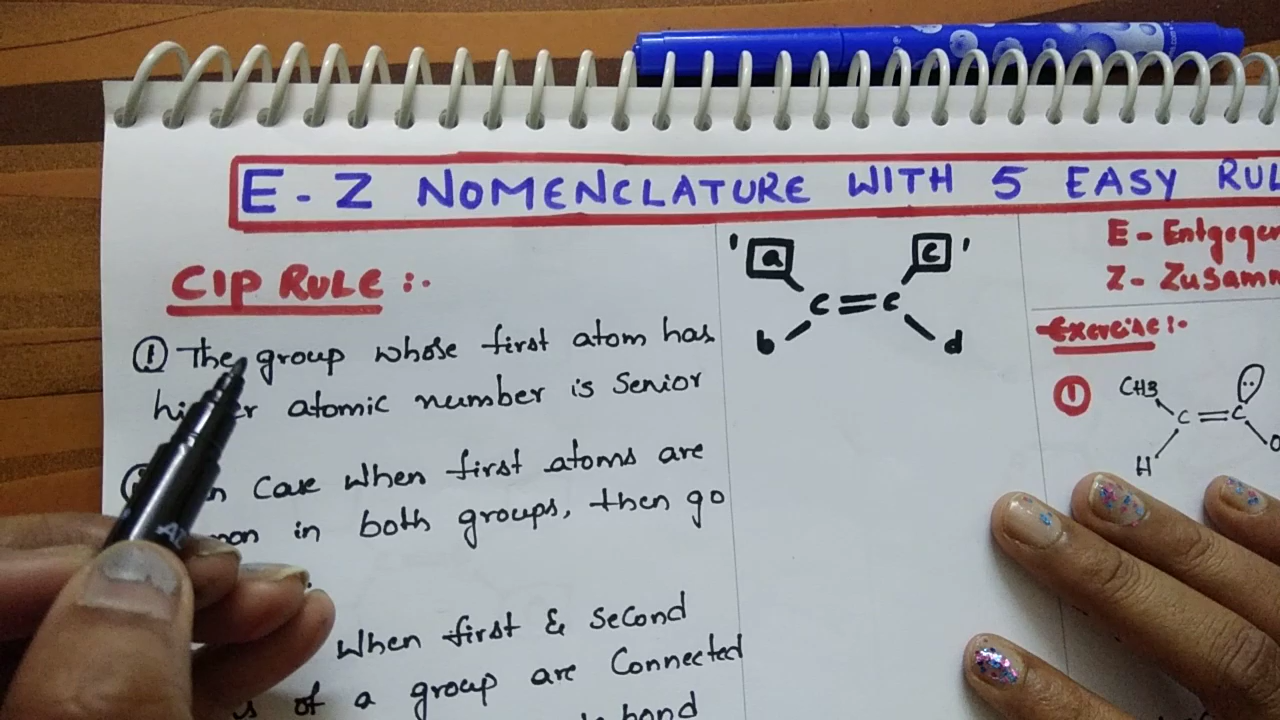 E - Z NOMENCLATURE WITH 5 EASY RUL
CIP RULE :-
① The group whose first atom has
atomic number is Senior
Case when first atoms are
in both groups, then go
When first & Second
of a group are Connected
bond
' a c '
C = C
b d
E - Entgegen
Z - Zusamm
Exercise :-
① CH3
C = C
H